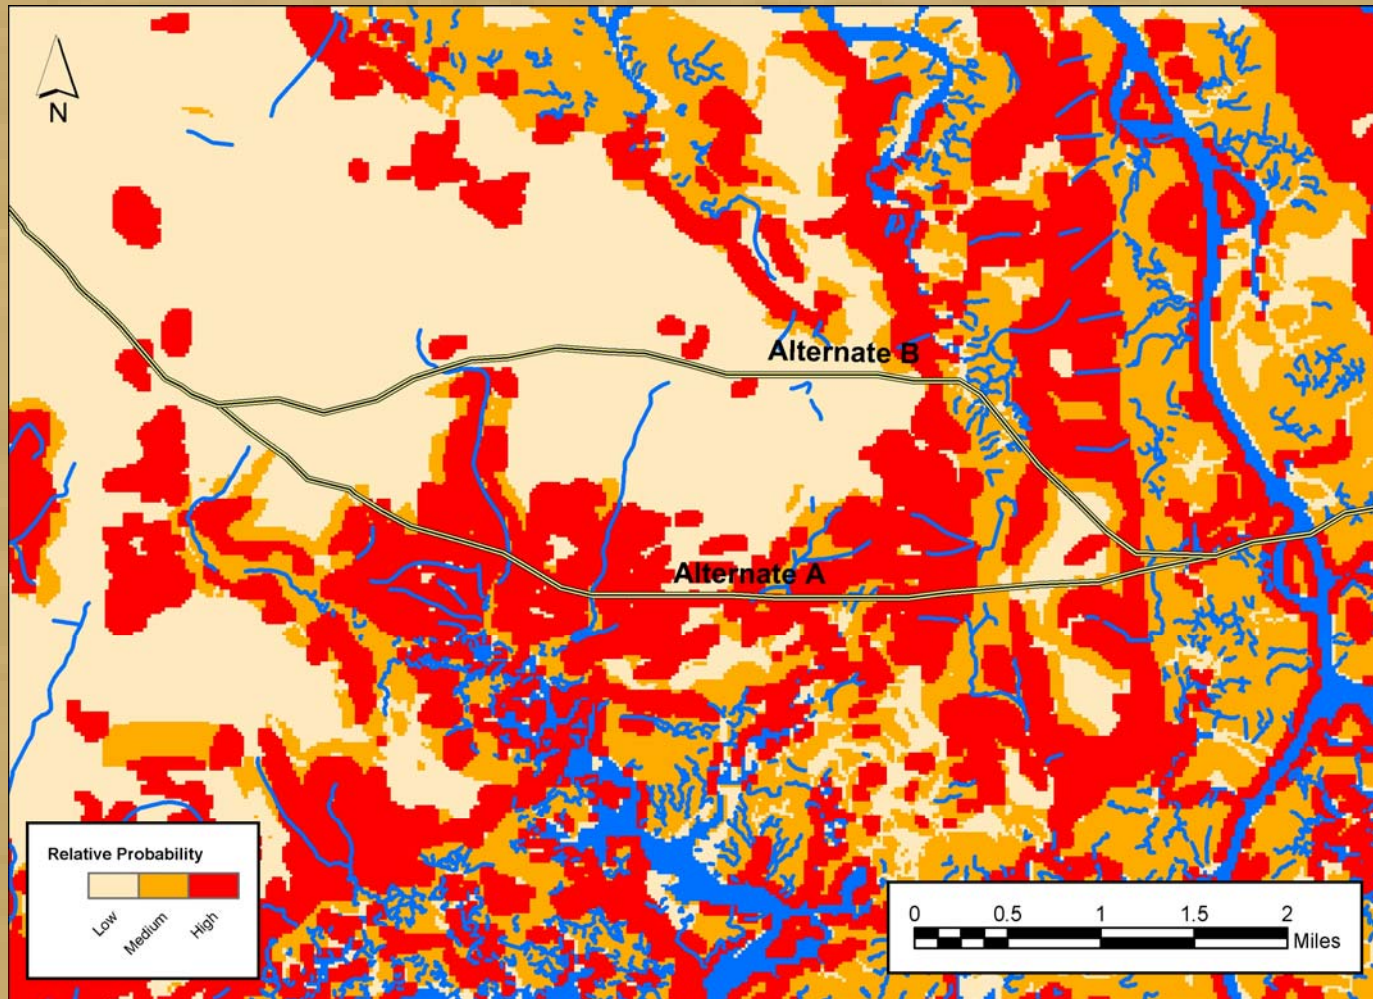 N
Alternate B
Alternate A
Relative Probability
Low
Medium
High
0 0.5 1 1.5 2
Miles